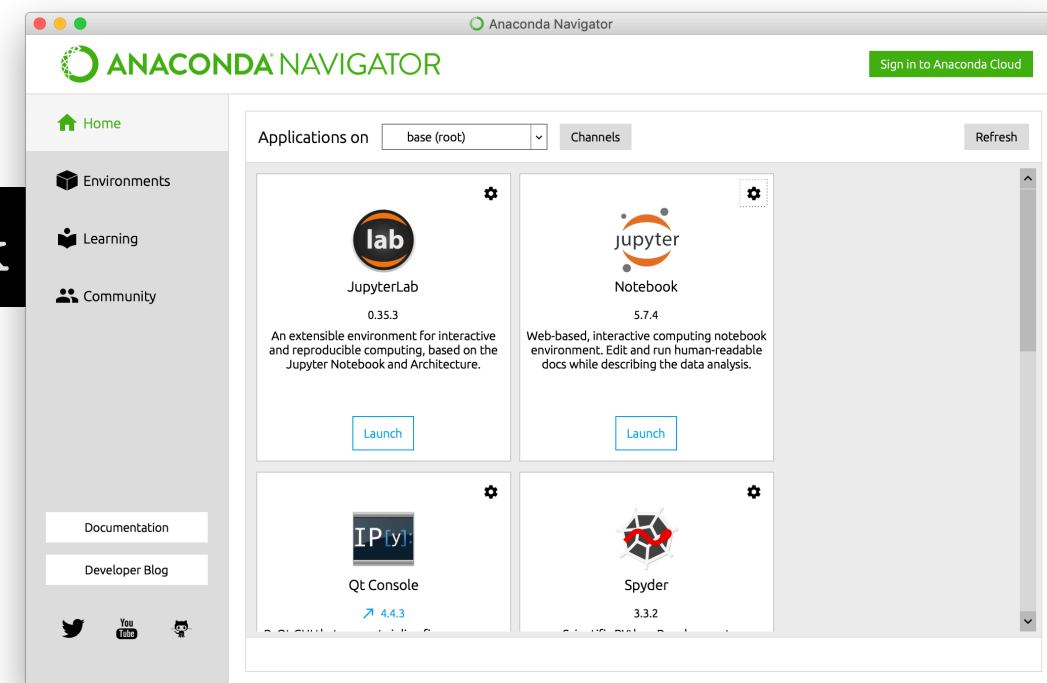 Anaconda Navigator
ANACONDA NAVIGATOR
Sign in to Anaconda Cloud
Home
Environments
Learning
Community
Documentation
Developer Blog
You
Tube
Applications on
base (root)
Channels
Refresh
lab
JupyterLab
0.35.3
An extensible environment for interactive
and reproducible computing, based on the
Jupyter Notebook and Architecture.
Launch
jupyter
Notebook
5.7.4
Web-based, interactive computing notebook
environment. Edit and run human-readable
docs while describing the data analysis.
Launch
IP[y]:
Qt Console
4.4.3
Spyder
3.3.2